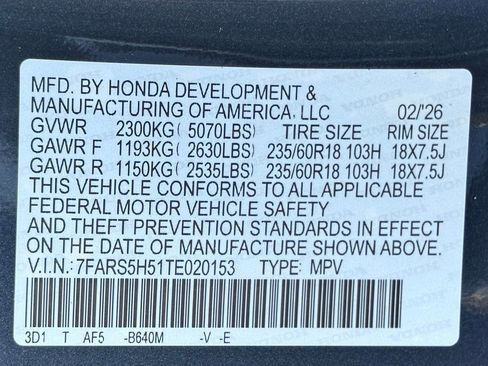 MFD. BY HONDA DEVELOPMENT &
MANUFACTURING OF AMERICA, LLC 02/'26
GVWR 2300KG( 5070LBS) TIRE SIZE RIM SIZE
GAWR F 1193KG( 2630LBS) 235/60R18 103H 18X7.5J
GAWR R 1150KG( 2535LBS) 235/60R18 103H 18X7.5J
THIS VEHICLE CONFORMS TO ALL APPLICABLE
FEDERAL MOTOR VEHICLE SAFETY
AND THEFT PREVENTION STANDARDS IN EFFECT
ON THE DATE OF MANUFACTURE SHOWN ABOVE.
V.I.N.: 7FARS5H51TE020153 TYPE: MPV
3D1 T AF5 -B640M -V -E